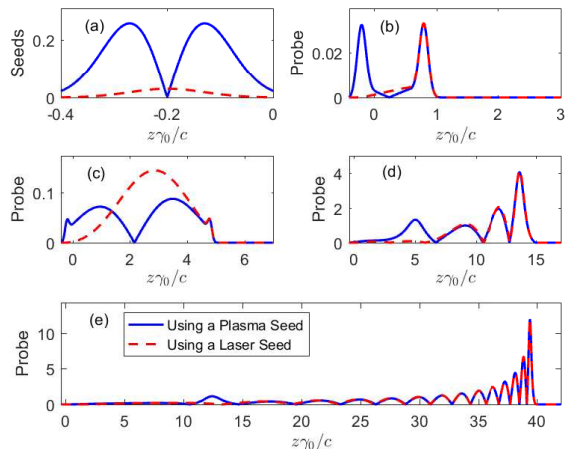 (a)
Seeds
0.2
0
-0.4
-0.2
0
zγ₀/c
(b)
Probe
0.02
0
0
1
2
3
zγ₀/c
(c)
Probe
0.1
0
0
2
4
6
zγ₀/c
(d)
Probe
4
2
0
0
5
10
15
zγ₀/c
(e)
Using a Plasma Seed
Using a Laser Seed
Probe
10
5
0
0
5
10
15
20
25
30
35
40
zγ₀/c